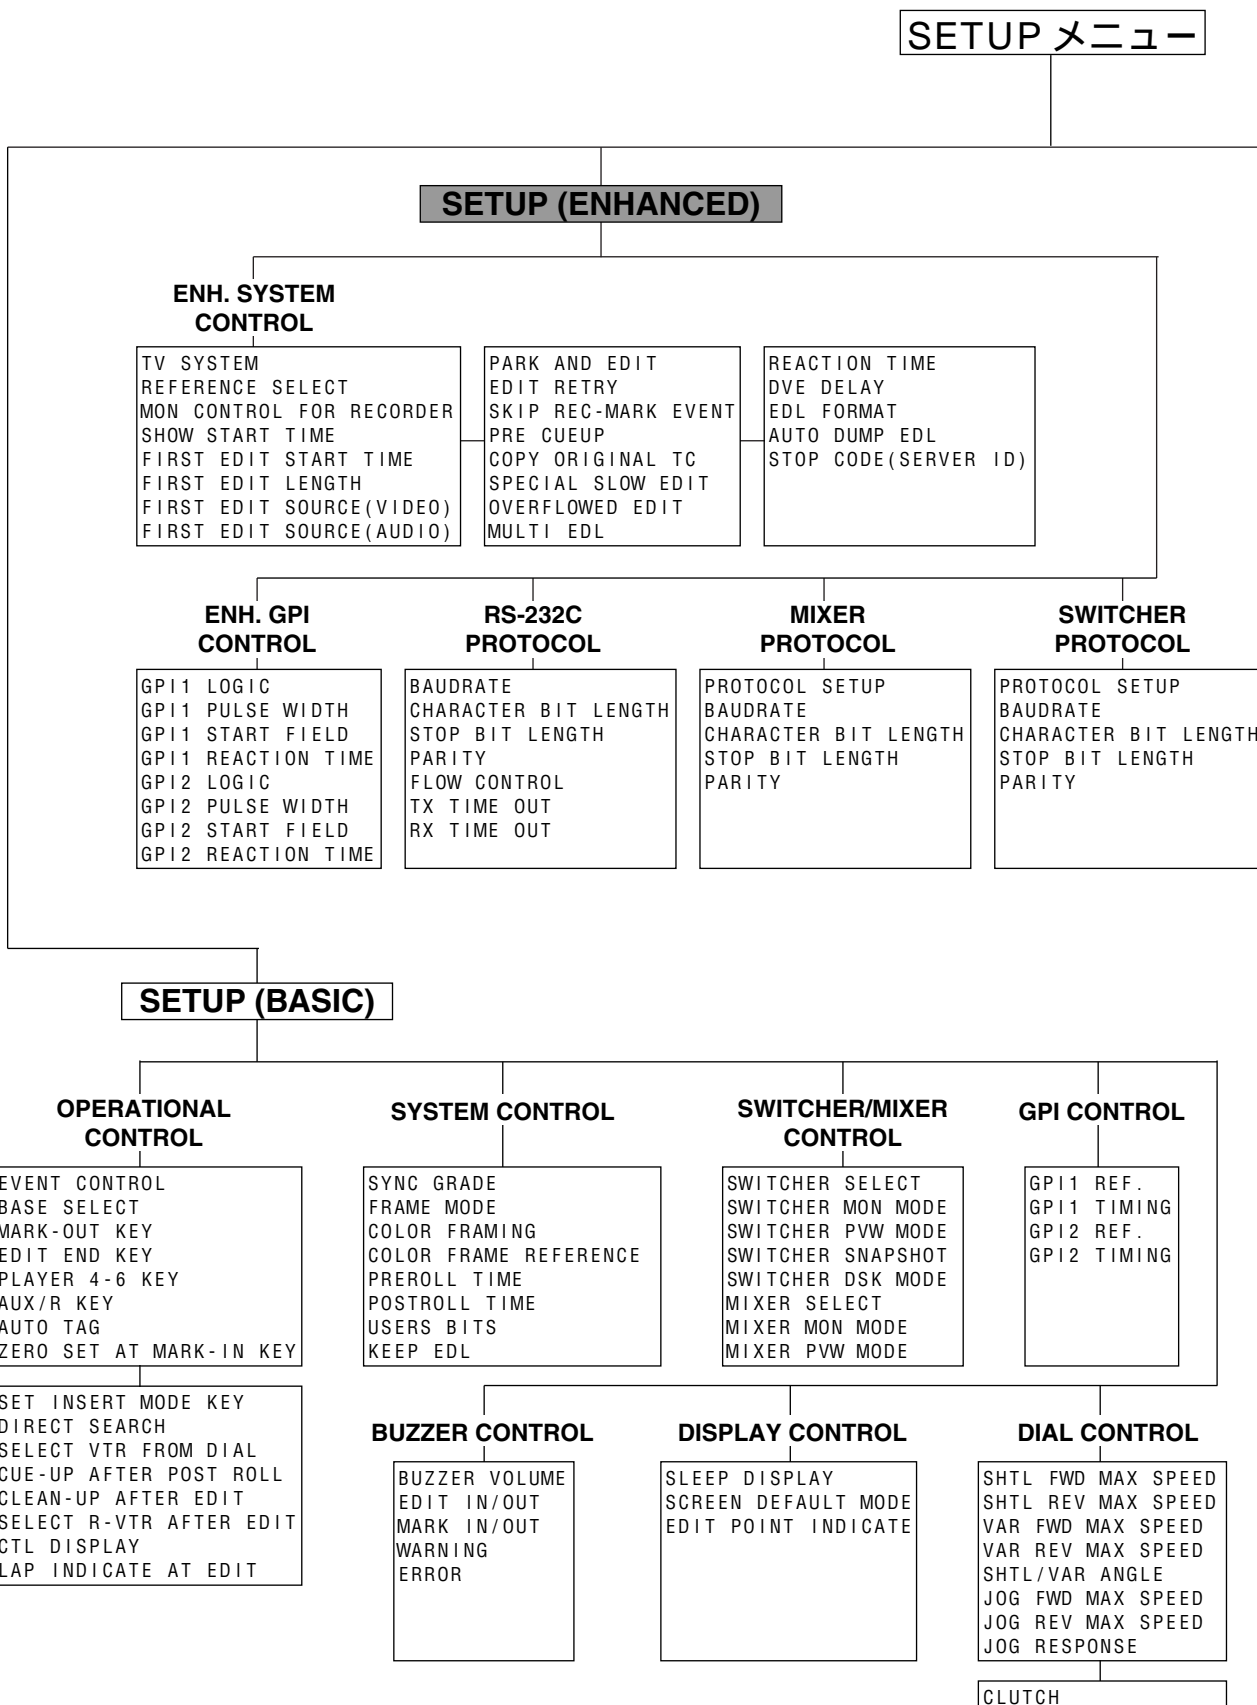 SETUP メニュー
SETUP (ENHANCED)
ENH. SYSTEM
CONTROL
TV SYSTEM
REFERENCE SELECT
MON CONTROL FOR RECORDER
SHOW START TIME
FIRST EDIT START TIME
FIRST EDIT LENGTH
FIRST EDIT SOURCE(VIDEO)
FIRST EDIT SOURCE(AUDIO)
PARK AND EDIT
EDIT RETRY
SKIP REC-MARK EVENT
PRE CUEUP
COPY ORIGINAL TC
SPECIAL SLOW EDIT
OVERFLOWED EDIT
MULTI EDL
REACTION TIME
DVE DELAY
EDL FORMAT
AUTO DUMP EDL
STOP CODE(SERVER ID)
ENH. GPI
CONTROL
GPI1 LOGIC
GPI1 PULSE WIDTH
GPI1 START FIELD
GPI1 REACTION TIME
GPI2 LOGIC
GPI2 PULSE WIDTH
GPI2 START FIELD
GPI2 REACTION TIME
RS-232C
PROTOCOL
BAUDRATE
CHARACTER BIT LENGTH
STOP BIT LENGTH
PARITY
FLOW CONTROL
TX TIME OUT
RX TIME OUT
MIXER
PROTOCOL
PROTOCOL SETUP
BAUDRATE
CHARACTER BIT LENGTH
STOP BIT LENGTH
PARITY
SWITCHER
PROTOCOL
PROTOCOL SETUP
BAUDRATE
CHARACTER BIT LENGTH
STOP BIT LENGTH
PARITY
SETUP (BASIC)
OPERATIONAL
CONTROL
EVENT CONTROL
BASE SELECT
MARK-OUT KEY
EDIT END KEY
PLAYER 4-6 KEY
AUX/R KEY
AUTO TAG
ZERO SET AT MARK-IN KEY
SET INSERT MODE KEY
DIRECT SEARCH
SELECT VTR FROM DIAL
CUE-UP AFTER POST ROLL
CLEAN-UP AFTER EDIT
SELECT R-VTR AFTER EDIT
CTL DISPLAY
LAP INDICATE AT EDIT
SYSTEM CONTROL
SYNC GRADE
FRAME MODE
COLOR FRAMING
COLOR FRAME REFERENCE
PREROLL TIME
POSTROLL TIME
USERS BITS
KEEP EDL
SWITCHER/MIXER
CONTROL
SWITCHER SELECT
SWITCHER MON MODE
SWITCHER PVW MODE
SWITCHER SNAPSHOT
SWITCHER DSK MODE
MIXER SELECT
MIXER MON MODE
MIXER PVW MODE
GPI CONTROL
GPI1 REF.
GPI1 TIMING
GPI2 REF.
GPI2 TIMING
BUZZER CONTROL
BUZZER VOLUME
EDIT IN/OUT
MARK IN/OUT
WARNING
ERROR
DISPLAY CONTROL
SLEEP DISPLAY
SCREEN DEFAULT MODE
EDIT POINT INDICATE
DIAL CONTROL
SHTL FWD MAX SPEED
SHTL REV MAX SPEED
VAR FWD MAX SPEED
VAR REV MAX SPEED
SHTL/VAR ANGLE
JOG FWD MAX SPEED
JOG REV MAX SPEED
JOG RESPONSE
CLUTCH